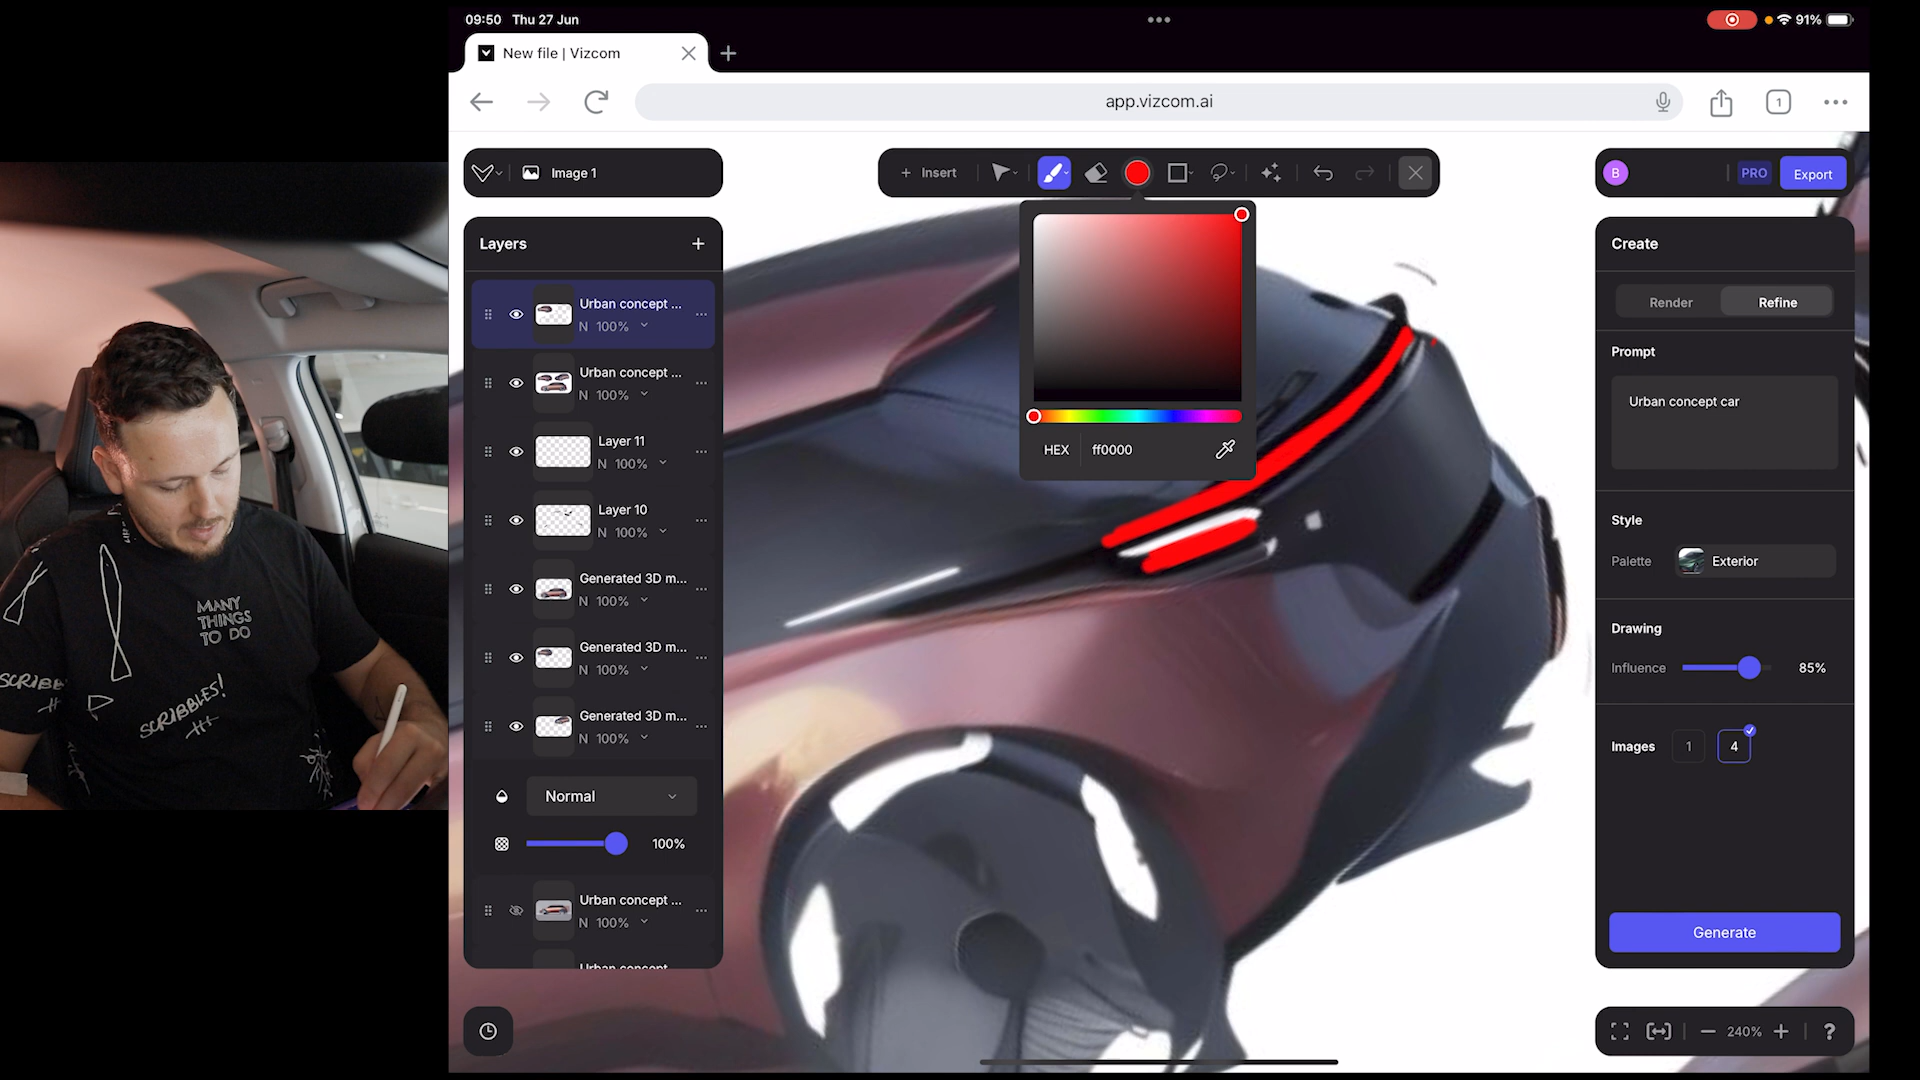 09:50 Thu 27 Jun
91%
New file | Vizcom
app.vizcom.ai
1
Image 1
Insert
B
PRO
Export
Layers
Urban concept ...
N 100%
Urban concept ...
N 100%
Layer 11
N 100%
Layer 10
N 100%
Generated 3D m...
N 100%
Generated 3D m...
N 100%
Generated 3D m...
N 100%
Normal
100%
Urban concept ...
N 100%
HEX ff0000
Create
Render Refine
Prompt
Urban concept car
Style
Palette Exterior
Drawing
Influence 85%
Images 1 4
Generate
240%
?
MANY
THINGS
TO DO
SCRIBBLES!